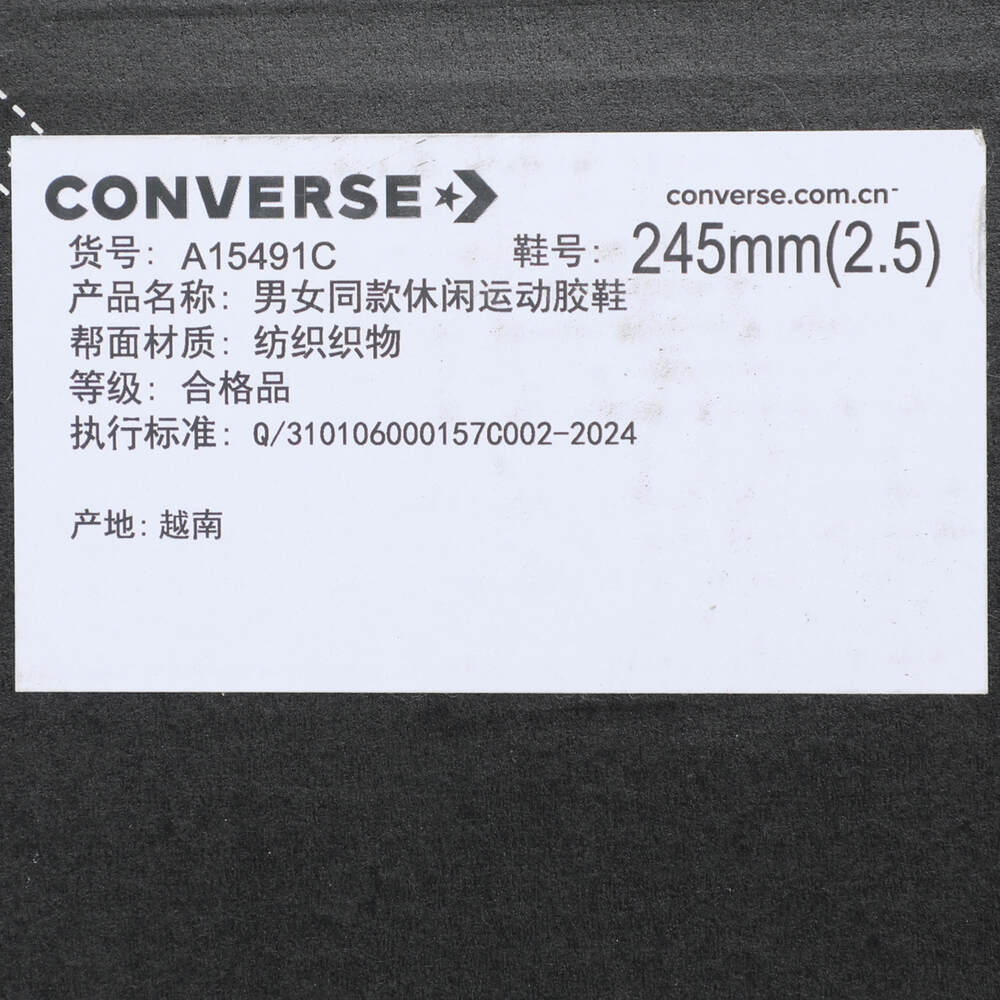 CONVERSE
converse.com.cn
货号: A15491C 鞋号: 245mm(2.5)
产品名称: 男女同款休闲运动胶鞋
帮面材质: 纺织织物
等级: 合格品
执行标准: Q/310106000157C002-2024
产地: 越南